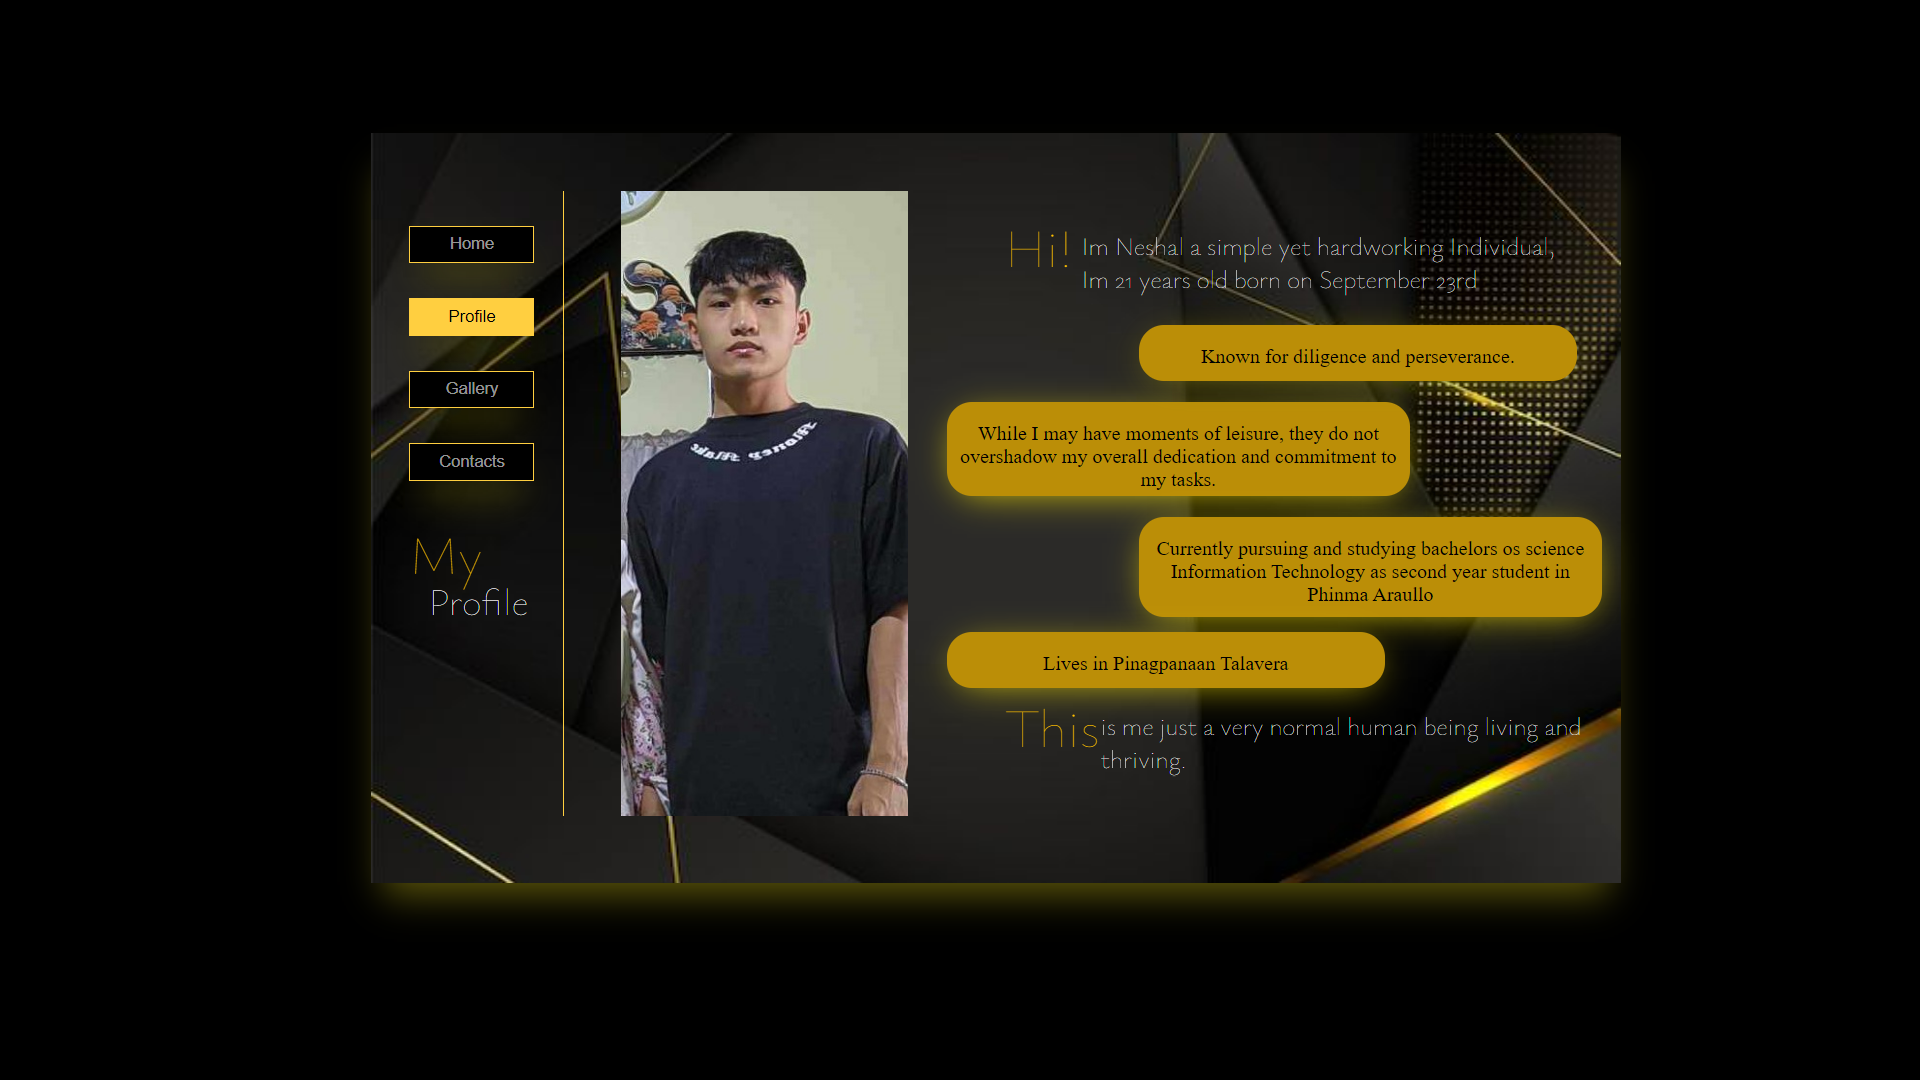 Home
Profile
Gallery
Contacts
My
Profile
Hi! Im Neshal a simple yet hardworking Individual,
Im 21 years old born on September 23rd
Known for diligence and perseverance.
While I may have moments of leisure, they do not
overshadow my overall dedication and commitment to
my tasks.
Currently pursuing and studying bachelors os science
Information Technology as second year student in
Phinma Araullo
Lives in Pinagpanaan Talavera
This is me just a very normal human being living and
thriving.